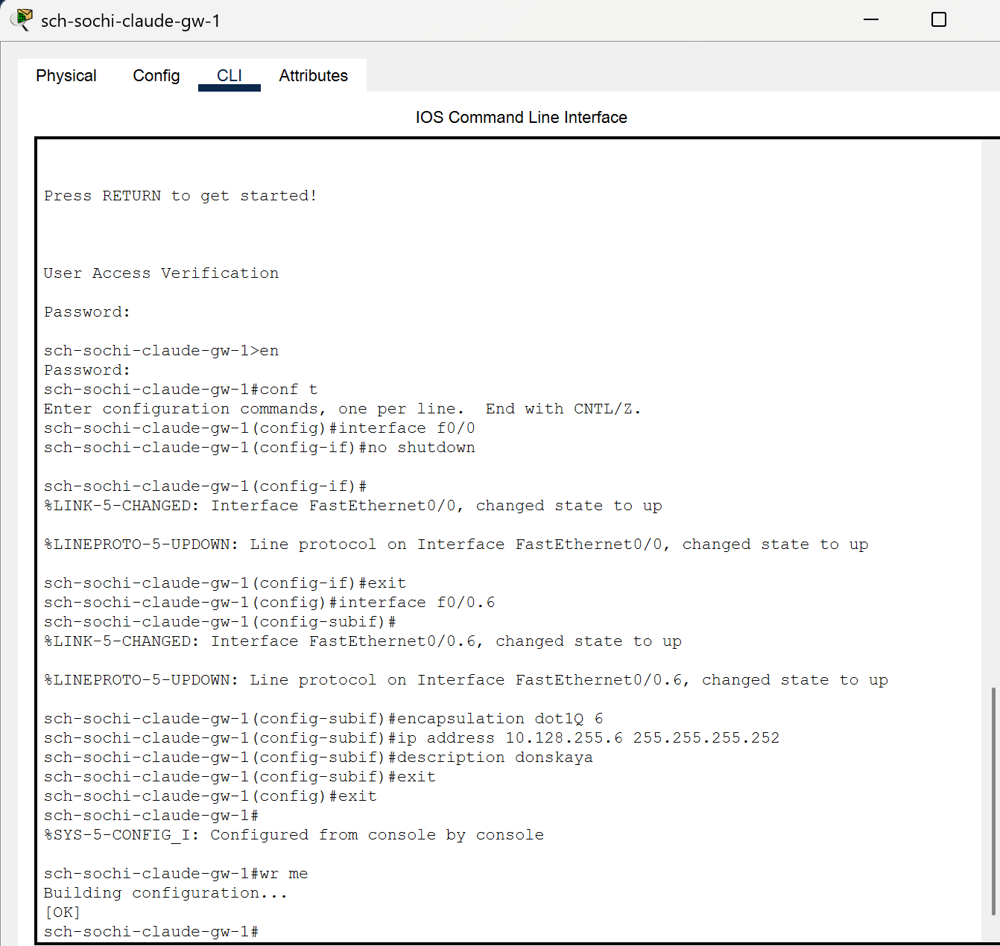 sch-sochi-claude-gw-1
Physical Config CLI Attributes
IOS Command Line Interface
Press RETURN to get started!
User Access Verification
Password:
sch-sochi-claude-gw-1>en
Password:
sch-sochi-claude-gw-1#conf t
Enter configuration commands, one per line.  End with CNTL/Z.
sch-sochi-claude-gw-1(config)#interface f0/0
sch-sochi-claude-gw-1(config-if)#no shutdown
sch-sochi-claude-gw-1(config-if)#
%LINK-5-CHANGED: Interface FastEthernet0/0, changed state to up
%LINEPROTO-5-UPDOWN: Line protocol on Interface FastEthernet0/0, changed state to up
sch-sochi-claude-gw-1(config-if)#exit
sch-sochi-claude-gw-1(config)#interface f0/0.6
sch-sochi-claude-gw-1(config-subif)#
%LINK-5-CHANGED: Interface FastEthernet0/0.6, changed state to up
%LINEPROTO-5-UPDOWN: Line protocol on Interface FastEthernet0/0.6, changed state to up
sch-sochi-claude-gw-1(config-subif)#encapsulation dot1Q 6
sch-sochi-claude-gw-1(config-subif)#ip address 10.128.255.6 255.255.255.252
sch-sochi-claude-gw-1(config-subif)#description donskaya
sch-sochi-claude-gw-1(config-subif)#exit
sch-sochi-claude-gw-1(config)#exit
sch-sochi-claude-gw-1#
%SYS-5-CONFIG_I: Configured from console by console
sch-sochi-claude-gw-1#wr me
Building configuration...
[OK]
sch-sochi-claude-gw-1#